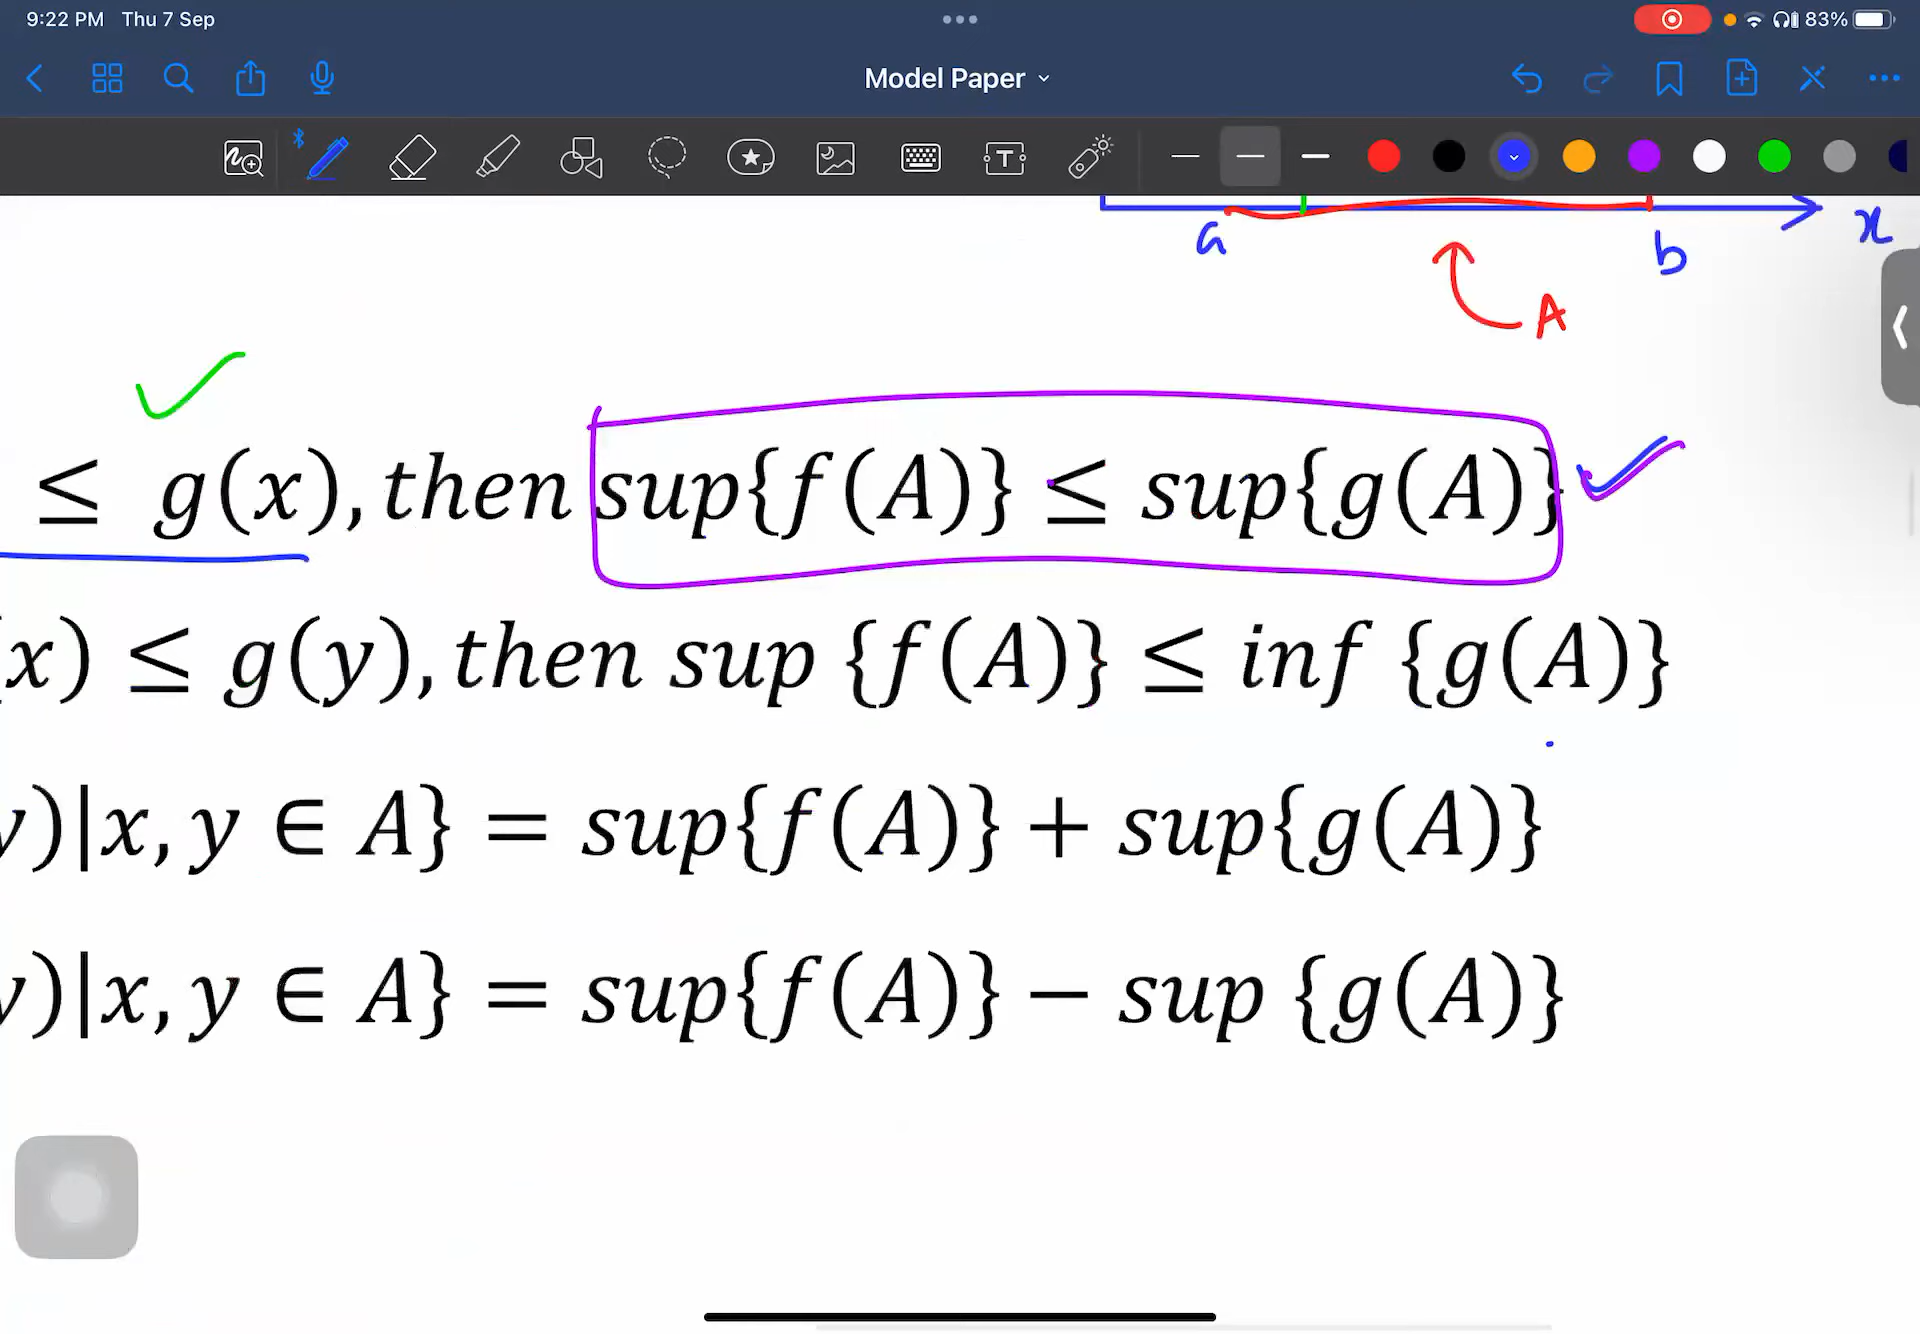 9:22 PM Thu 7 Sep
83%
Model Paper
T
a
b
x
A
≤ g(x), then sup{f(A)} ≤ sup{g(A)}
x) ≤ g(y), then sup {f(A)} ≤ inf {g(A)}
y)|x, y ∈ A} = sup{f(A)} + sup{g(A)}
y)|x, y ∈ A} = sup{f(A)} − sup {g(A)}